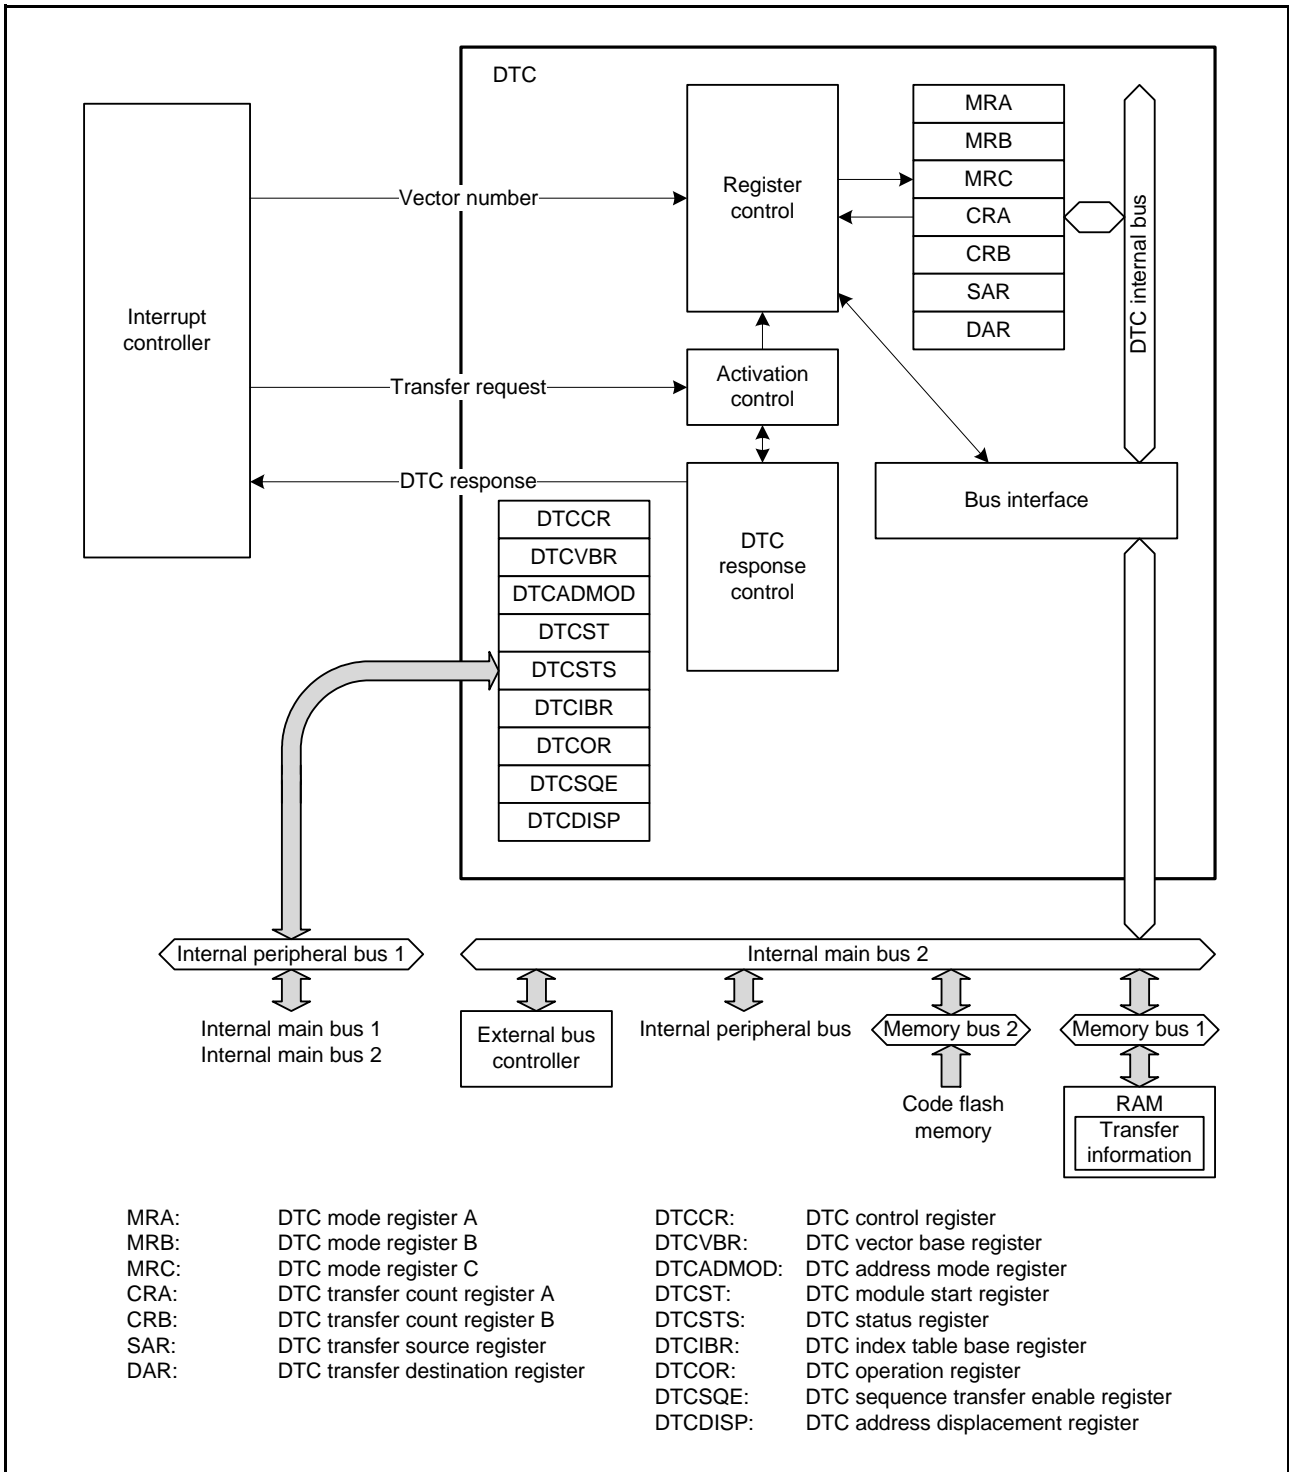 DTC
MRA
MRB
MRC
CRA
CRB
SAR
DAR
DTC internal bus
Register
control
Vector number
Interrupt
controller
Activation
control
Transfer request
DTC response
Bus interface
DTC
response
control
DTCCR
DTCVBR
DTCADMOD
DTCST
DTCSTS
DTCIBR
DTCOR
DTCSQE
DTCDISP
Internal peripheral bus 1
Internal main bus 2
Internal main bus 1
Internal main bus 2
External bus
controller
Internal peripheral bus
Memory bus 2
Memory bus 1
Code flash
memory
RAM
Transfer
information
MRA: DTC mode register A
MRB: DTC mode register B
MRC: DTC mode register C
CRA: DTC transfer count register A
CRB: DTC transfer count register B
SAR: DTC transfer source register
DAR: DTC transfer destination register
DTCCR: DTC control register
DTCVBR: DTC vector base register
DTCADMOD: DTC address mode register
DTCST: DTC module start register
DTCSTS: DTC status register
DTCIBR: DTC index table base register
DTCOR: DTC operation register
DTCSQE: DTC sequence transfer enable register
DTCDISP: DTC address displacement register